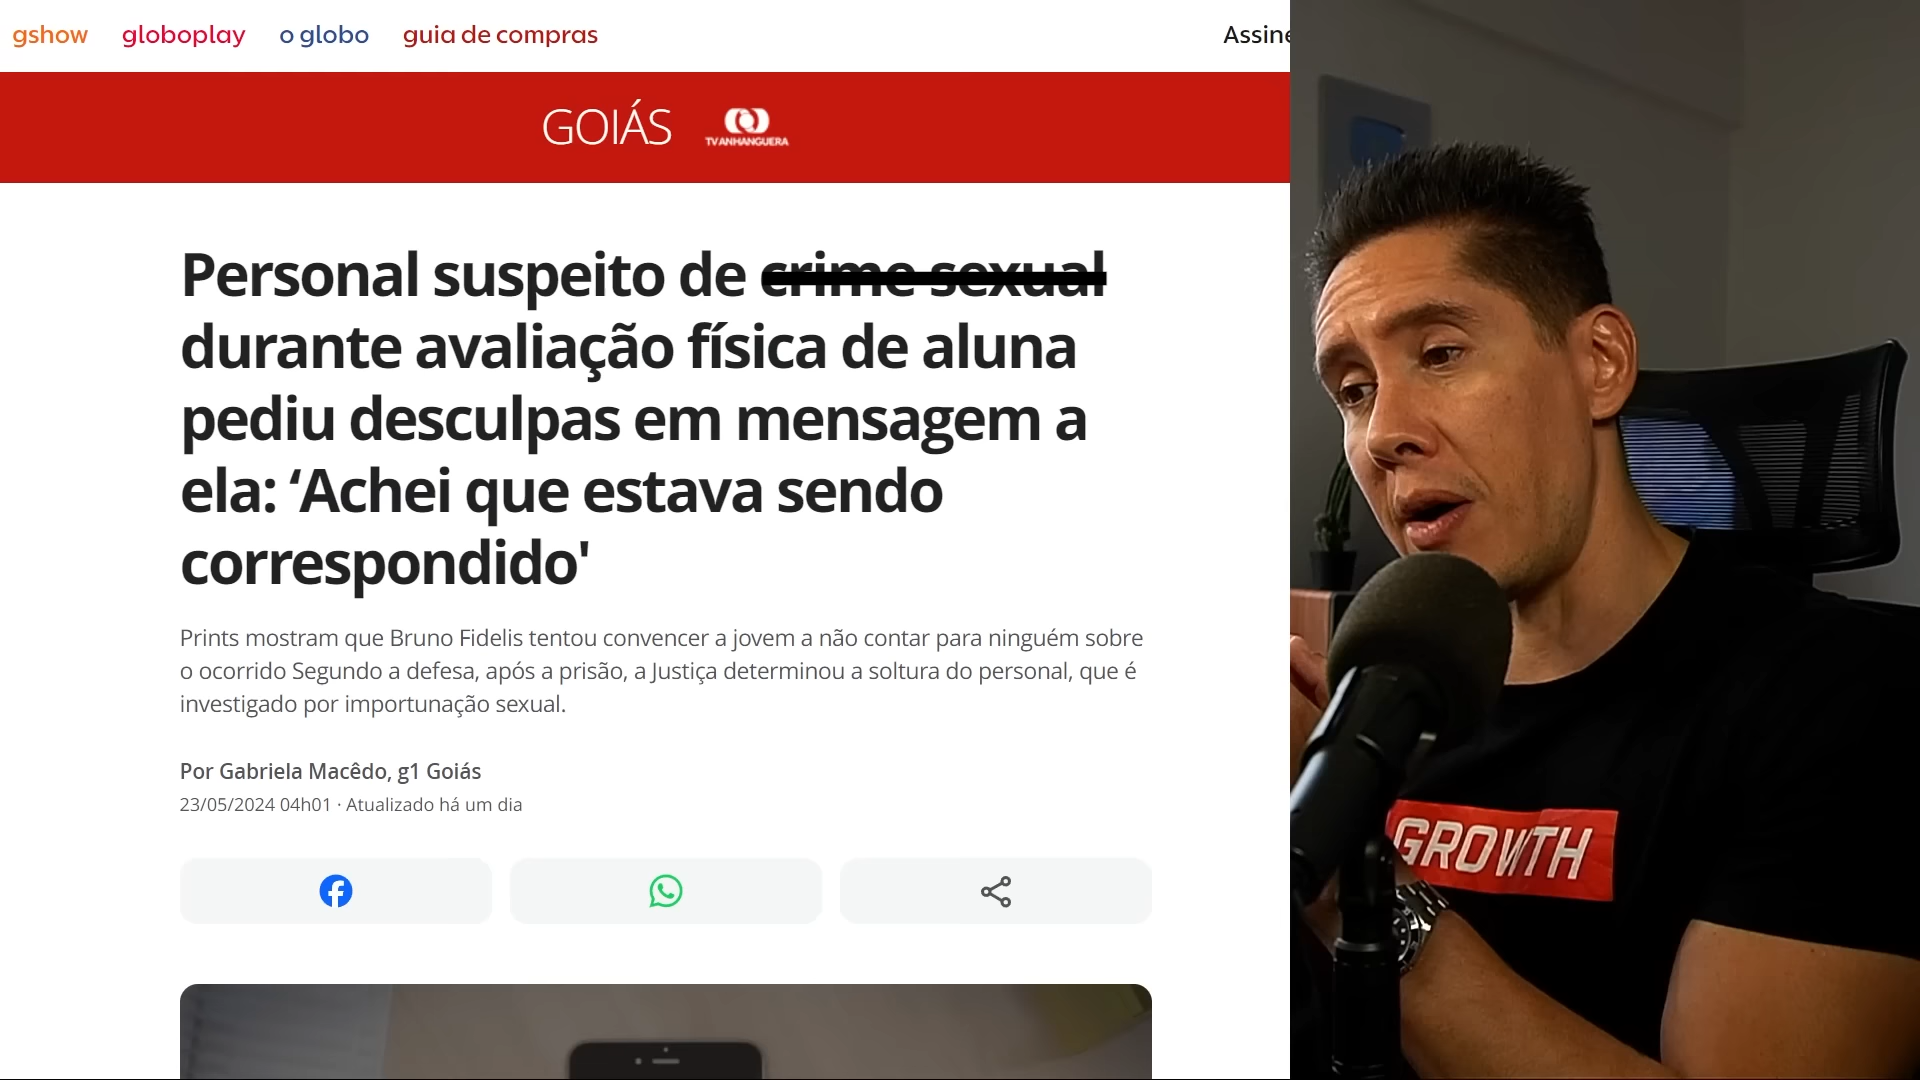 gshow globoplay o globo guia de compras Assine
GOIÁS TV ANHANGUERA
Personal suspeito de crime sexual
durante avaliação física de aluna
pediu desculpas em mensagem a
ela: ‘Achei que estava sendo
correspondido'
Prints mostram que Bruno Fidelis tentou convencer a jovem a não contar para ninguém sobre
o ocorrido Segundo a defesa, após a prisão, a Justiça determinou a soltura do personal, que é
investigado por importunação sexual.
Por Gabriela Macêdo, g1 Goiás
23/05/2024 04h01 · Atualizado há um dia
GROWTH